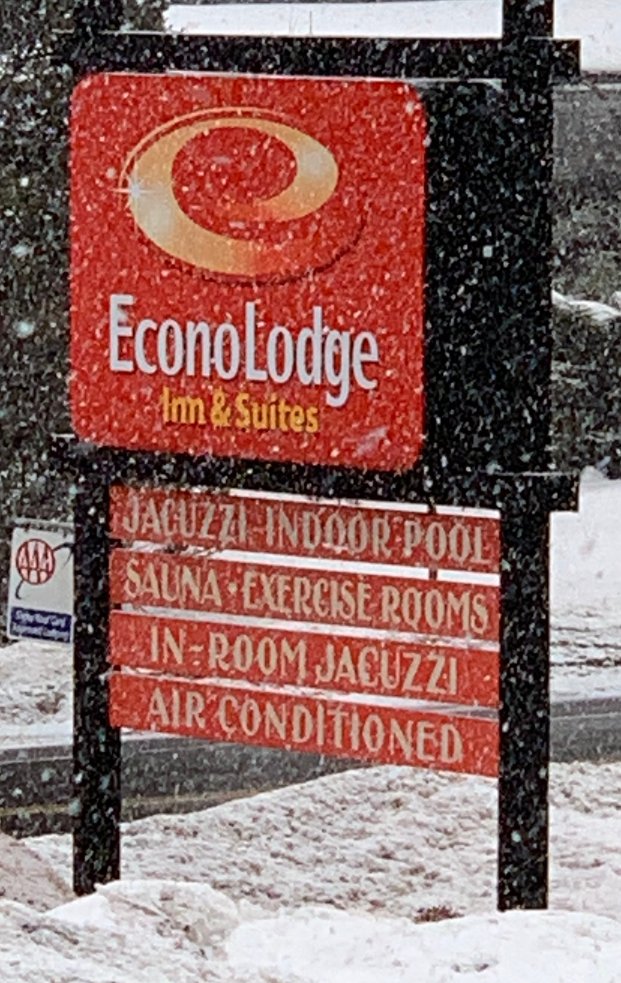 EconoLodge
Inn & Suites
JACUZZI-INDOOR POOL
SAUNA • EXERCISE ROOMS
IN-ROOM JACUZZI
AIR CONDITIONED
AAA